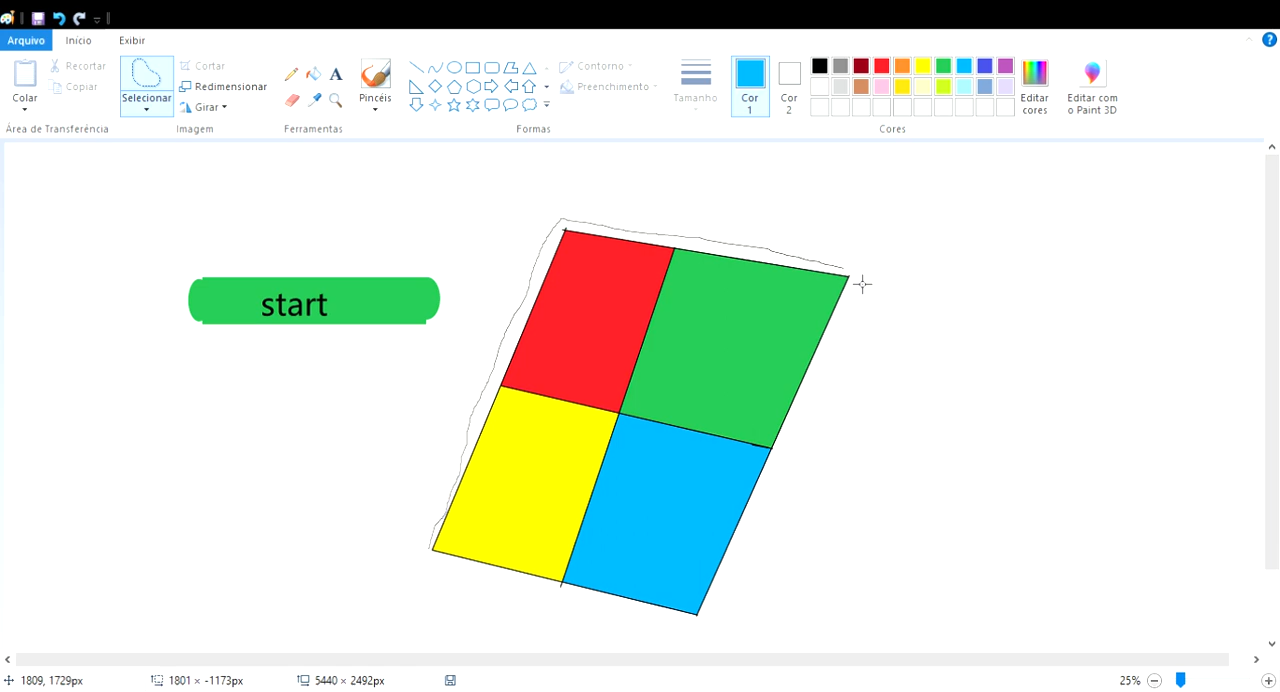 Arquivo Início Exibir
Colar
Recortar
Copiar
Área de Transferência
Selecionar
Cortar
Redimensionar
Girar
Imagem
Ferramentas
Pincéis
Formas
Contorno
Preenchimento
Tamanho
Cor
1
Cor
2
Cores
Editar
cores
Editar com
o Paint 3D
start
1809, 1729px 1801 × -1173px 5440 × 2492px 25%